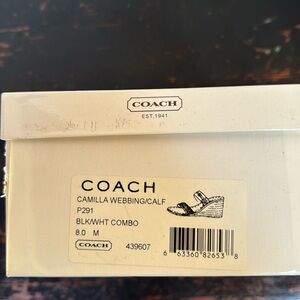 COACH
EST. 1941
COACH
CAMILLA WEBBING/CALF
P291
BLK/WHT COMBO
8.0 M
COACH 439607 6 63360 82653 8